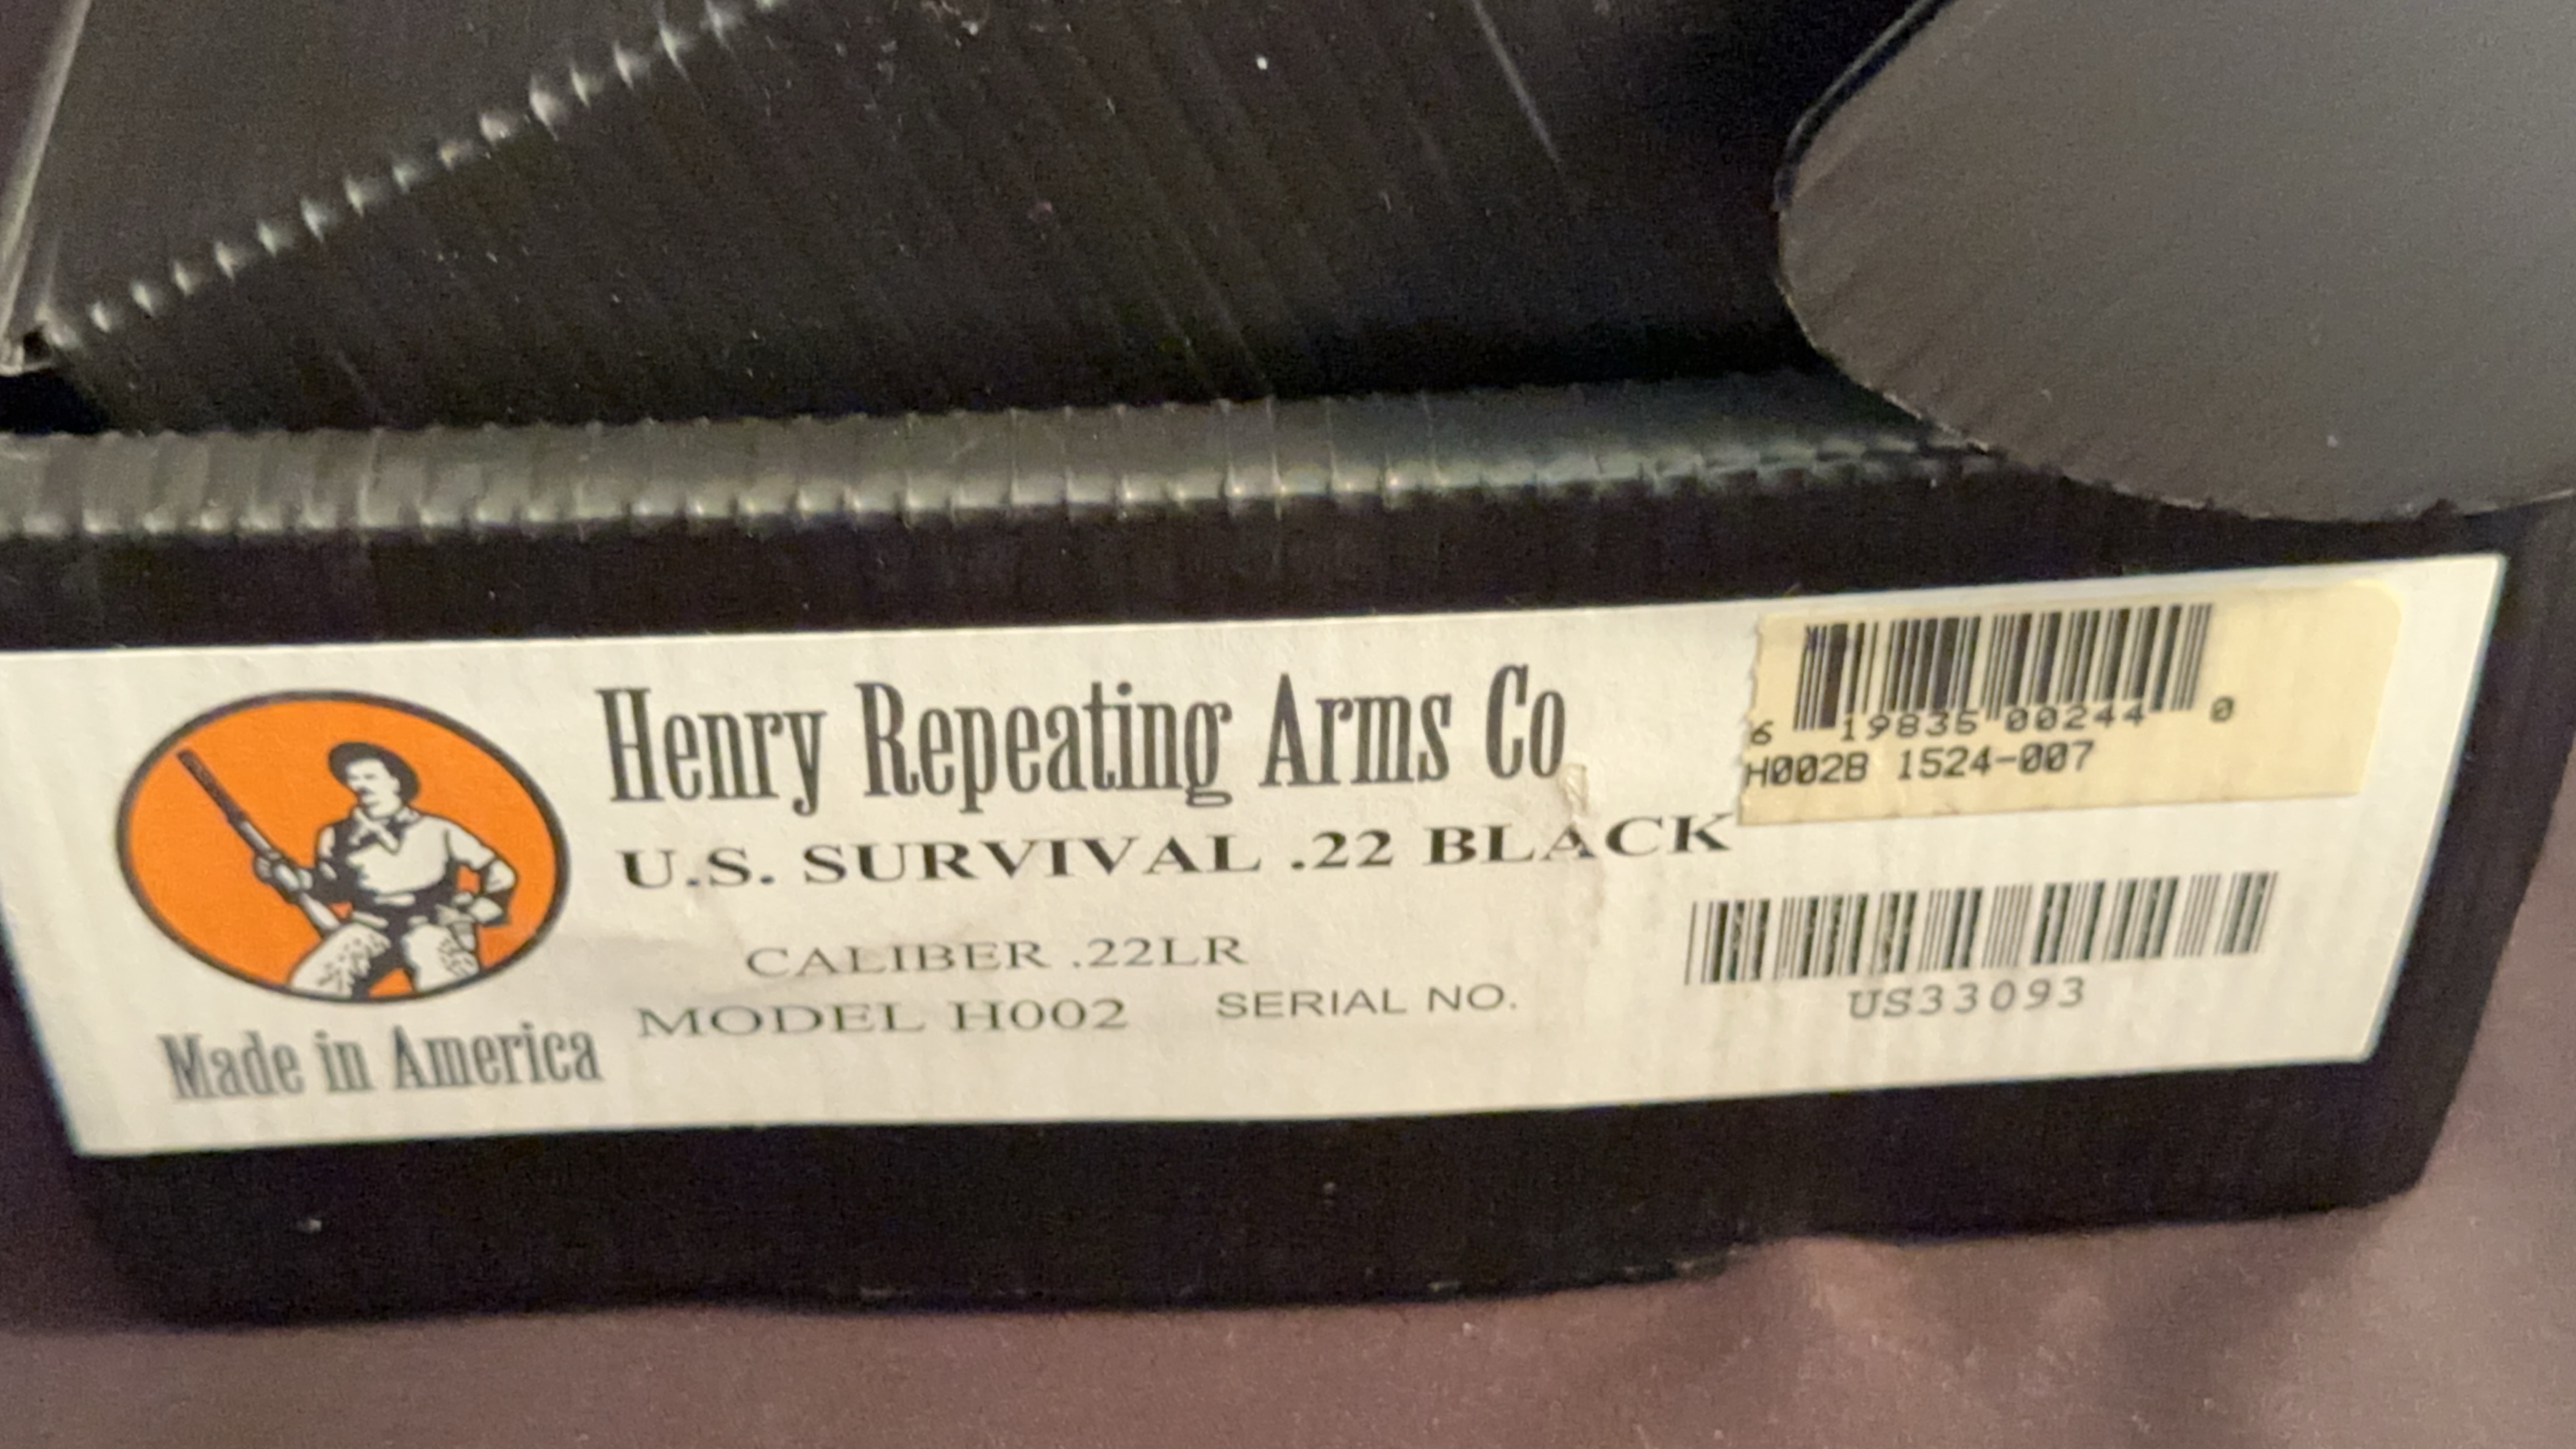 Henry Repeating Arms Co
U.S. SURVIVAL .22 BLACK
CALIBER .22LR
MODEL H002 SERIAL NO.
Made in America
6 19835 00244 0
H002B 1524-007
US33093